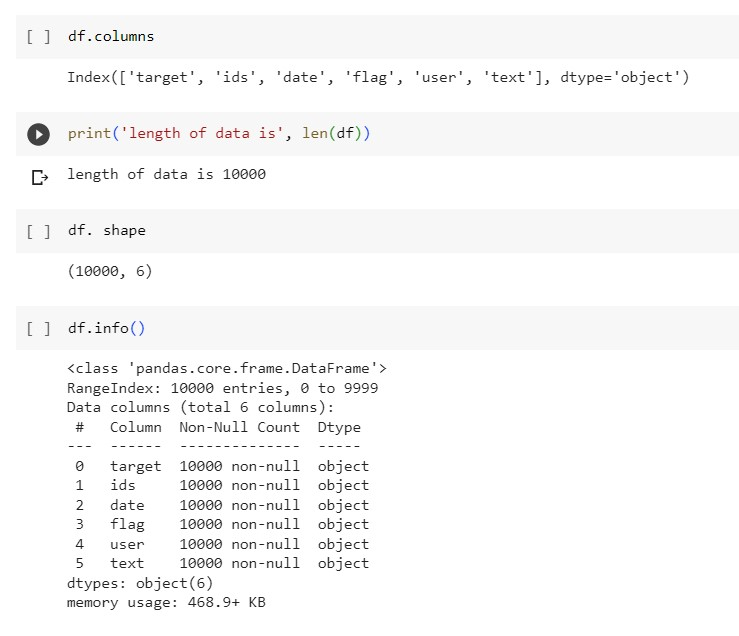 [ ] df.columns
Index(['target', 'ids', 'date', 'flag', 'user', 'text'], dtype='object')
print('length of data is', len(df))
length of data is 10000
[ ] df. shape
(10000, 6)
[ ] df.info()
<class 'pandas.core.frame.DataFrame'>
RangeIndex: 10000 entries, 0 to 9999
Data columns (total 6 columns):
 #   Column  Non-Null Count  Dtype
---  ------  --------------  -----
 0   target  10000 non-null  object
 1   ids     10000 non-null  object
 2   date    10000 non-null  object
 3   flag    10000 non-null  object
 4   user    10000 non-null  object
 5   text    10000 non-null  object
dtypes: object(6)
memory usage: 468.9+ KB